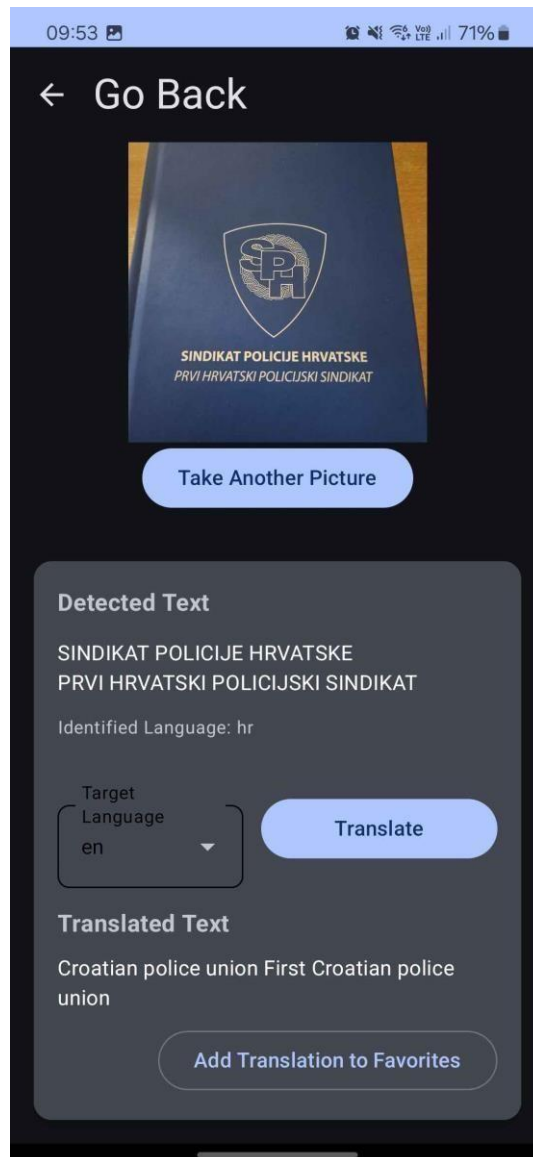 09:53 VoI) LTE 71%
← Go Back
SPH
SINDIKAT POLICIJE HRVATSKE
PRVI HRVATSKI POLICIJSKI SINDIKAT
Take Another Picture
Detected Text
SINDIKAT POLICIJE HRVATSKE
PRVI HRVATSKI POLICIJSKI SINDIKAT
Identified Language: hr
Target
Language
en
Translate
Translated Text
Croatian police union First Croatian police
union
Add Translation to Favorites